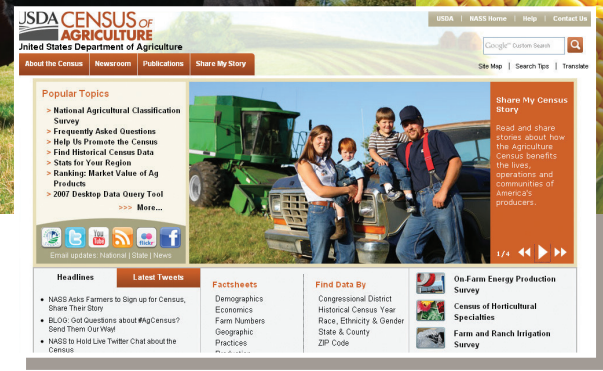 USDA CENSUS OF
AGRICULTURE
United States Department of Agriculture
USDA | NASS Home | Help | Contact Us
Google™ Custom Search
Site Map | Search Tips | Translate
About the Census
Newsroom
Publications
Share My Story
Popular Topics
> National Agricultural Classification
Survey
> Frequently Asked Questions
> Help Us Promote the Census
> Find Historical Census Data
> Stats for Your Region
> Ranking: Market Value of Ag
Products
> 2007 Desktop Data Query Tool
>>> More...
You
Tube
flickr
Email updates: National | State | News
Share My Census
Story
Read and share
stories about how
the Agriculture
Census benefits
the lives,
operations and
communities of
America's
producers.
1/4
Headlines
Latest Tweets
• NASS Asks Farmers to Sign up for Census,
Share Their Story
• BLOG: Got Questions about #AgCensus?
Send Them Our Way!
• NASS to Hold Live Twitter Chat about the
Census
Factsheets
Demographics
Economics
Farm Numbers
Geographic
Practices
Find Data By
Congressional District
Historical Census Year
Race, Ethnicity & Gender
State & County
ZIP Code
On-Farm Energy Production
Survey
Census of Horticultural
Specialties
Farm and Ranch Irrigation
Survey